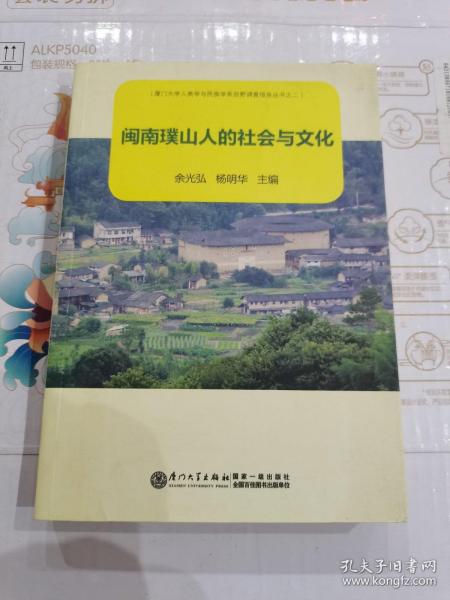 ALKP5040
包装规格
向上
(厦门大学人类学与民族学系田野调查报告丛书之二)
闽南璞山人的社会与文化
余光弘 杨明华 主编
厦门大学出版社
XIAMEN UNIVERSITY PRESS
国家一级出版社
全国百佳图书出版单位
孔夫子旧书网
www.kongfz.com